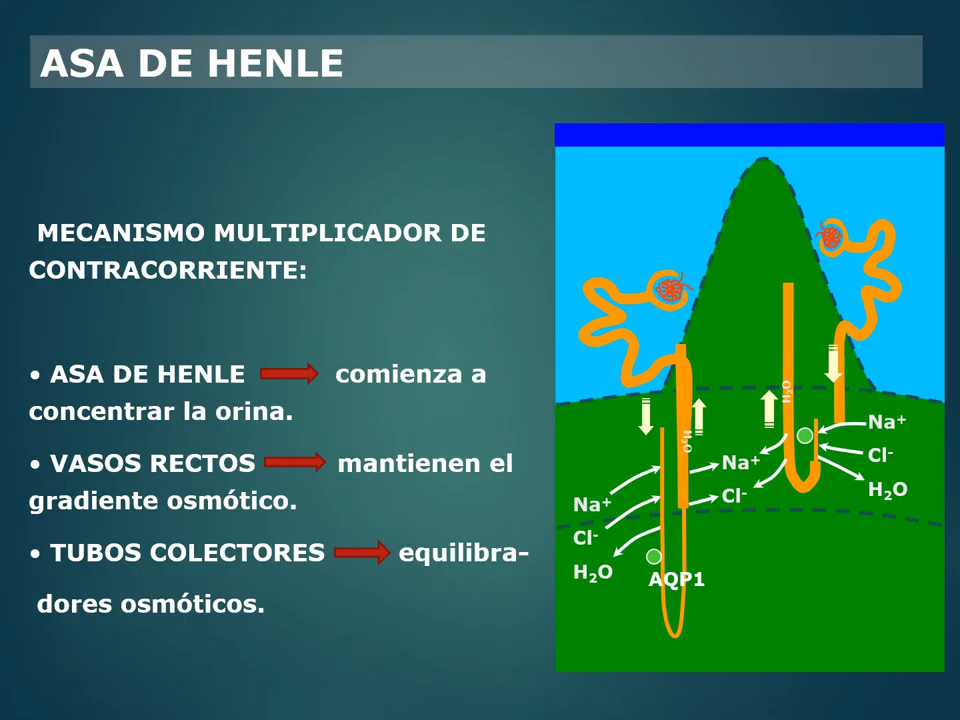 ASA DE HENLE
MECANISMO MULTIPLICADOR DE
CONTRACORRIENTE:
• ASA DE HENLE comienza a
concentrar la orina.
• VASOS RECTOS mantienen el
gradiente osmótico.
• TUBOS COLECTORES equilibra-
dores osmóticos.
H₂O
H₂O
Na⁺
Cl⁻
H₂O
Na⁺
Cl⁻
Na⁺
Cl⁻
H₂O
AQP1